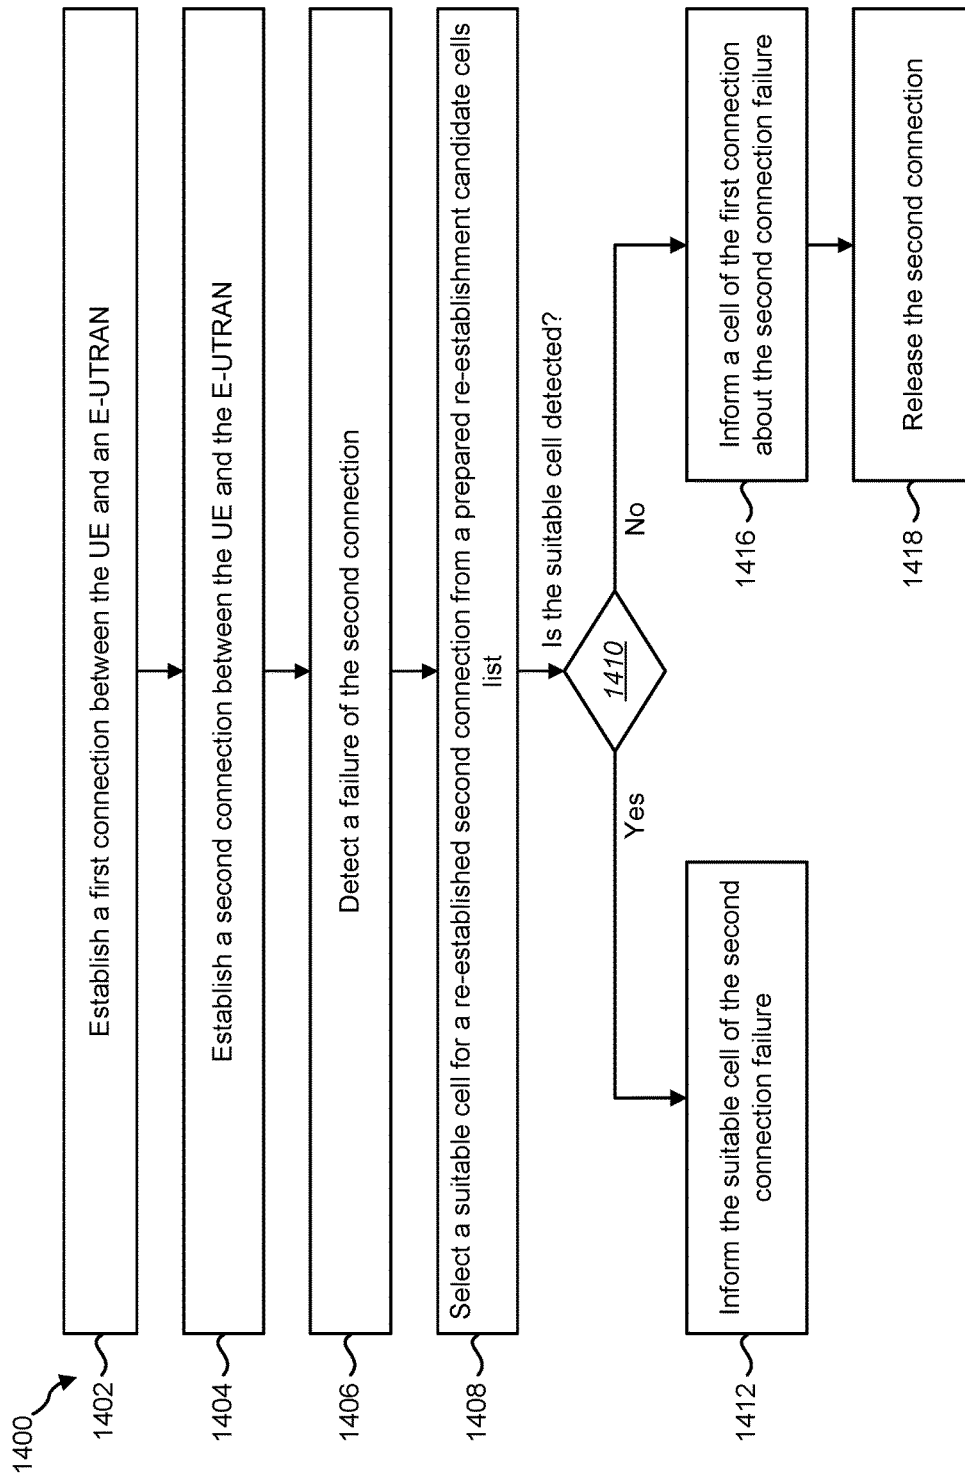 1400
1402
Establish a first connection between the UE and an E-UTRAN
1404
Establish a second connection between the UE and the E-UTRAN
1406
Detect a failure of the second connection
1408
Select a suitable cell for a re-established second connection from a prepared re-establishment candidate cells
list
Is the suitable cell detected?
1410
Yes
No
1412
Inform the suitable cell of the second
connection failure
1416
Inform a cell of the first connection
about the second connection failure
1418
Release the second connection